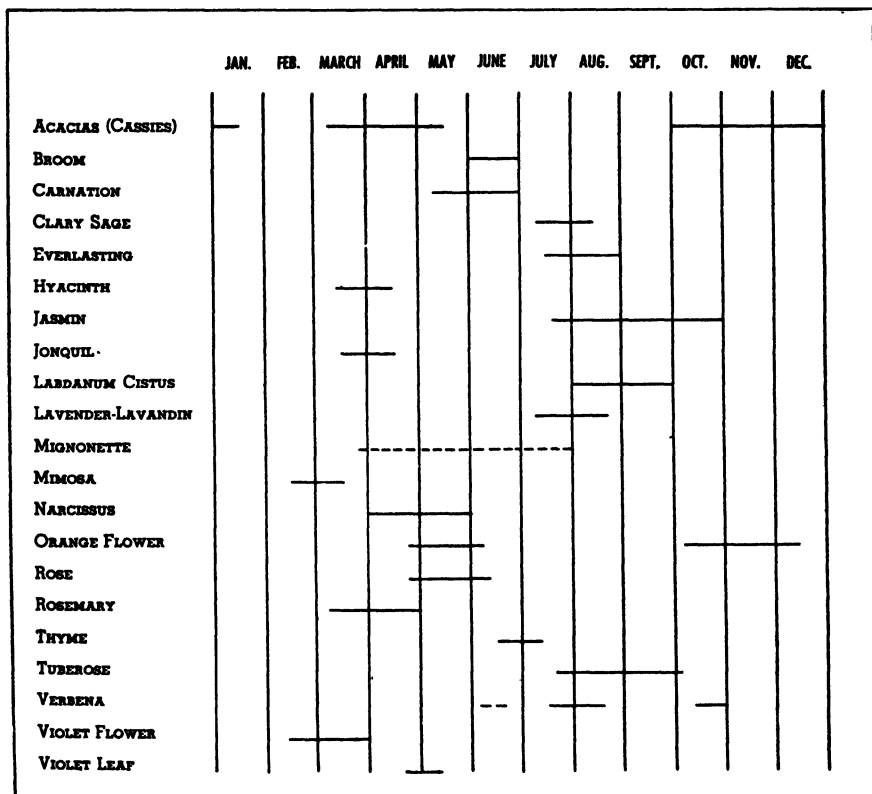 JAN. FEB. MARCH APRIL MAY JUNE JULY AUG. SEPT. OCT. NOV. DEC.
ACACIAS (CASSIES)
BROOM
CARNATION
CLARY SAGE
EVERLASTING
HYACINTH
JASMIN
JONQUIL
LABDANUM CISTUS
LAVENDER-LAVANDIN
MIGNONETTE
MIMOSA
NARCISSUS
ORANGE FLOWER
ROSE
ROSEMARY
THYME
TUBEROSE
VERBENA
VIOLET FLOWER
VIOLET LEAF